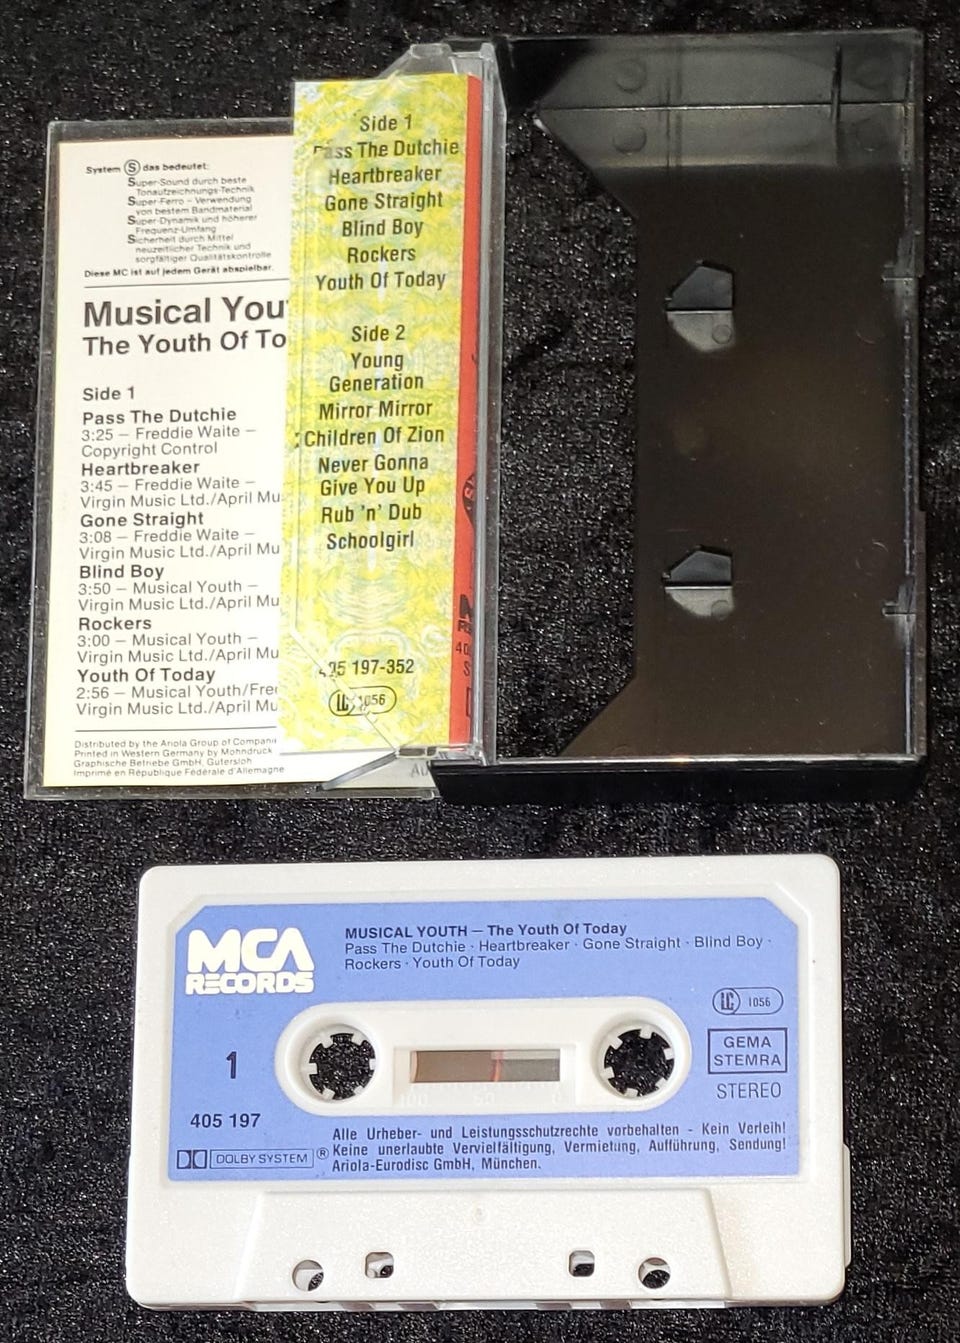 System Ⓢ das bedeutet:
Super-Sound durch beste
Tonaufzeichnungs-Technik
Super-Ferro – Verwendung
von bestem Bandmaterial
Super-Dynamik und höherer
Frequenz-Umfang
Sicherheit durch Mittel
neuzeitlicher Technik und
sorgfältiger Qualitätskontrolle
Diese MC ist auf jedem Gerät abspielbar.
Musical You
The Youth Of To
Side 1
Pass The Dutchie
3:25 – Freddie Waite –
Copyright Control
Heartbreaker
3:45 – Freddie Waite –
Virgin Music Ltd./April Mu
Gone Straight
3:08 – Freddie Waite –
Virgin Music Ltd./April Mu
Blind Boy
3:50 – Musical Youth –
Virgin Music Ltd./April Mu
Rockers
3:00 – Musical Youth –
Virgin Music Ltd./April Mu
Youth Of Today
2:56 – Musical Youth/Fre
Virgin Music Ltd./April Mu
Distributed by the Ariola Group of Compani
Printed in Western Germany by Mohndruck
Graphische Betriebe GmbH, Gütersloh
Imprimé en République Fédérale d'Allemagne
Side 1
Pass The Dutchie
Heartbreaker
Gone Straight
Blind Boy
Rockers
Youth Of Today
Side 2
Young
Generation
Mirror Mirror
Children Of Zion
Never Gonna
Give You Up
Rub 'n' Dub
Schoolgirl
405 197-352
LC 1056
MCA
RECORDS
MUSICAL YOUTH – The Youth Of Today
Pass The Dutchie · Heartbreaker · Gone Straight · Blind Boy ·
Rockers · Youth Of Today
LC 1056
GEMA
STEMRA
STEREO
1
405 197
DOLBY SYSTEM ®
Alle Urheber- und Leistungsschutzrechte vorbehalten - Kein Verleih!
Keine unerlaubte Vervielfältigung, Vermietung, Aufführung, Sendung!
Ariola-Eurodisc GmbH, München.
100 50 0